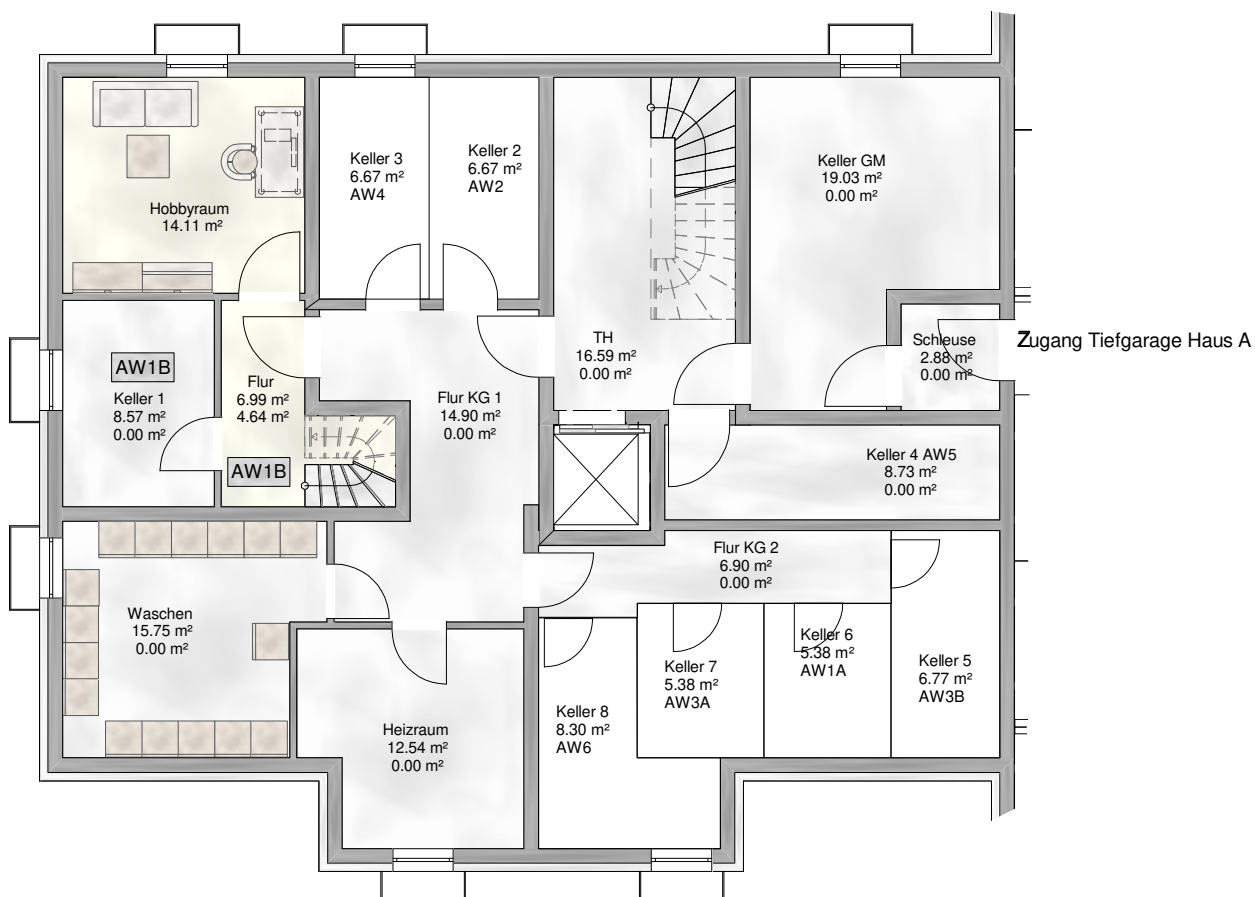 Keller 3
6.67 m²
AW4
Keller 2
6.67 m²
AW2
Keller GM
19.03 m²
0.00 m²
Hobbyraum
14.11 m²
TH
16.59 m²
0.00 m²
Schleuse
2.88 m²
0.00 m²
Zugang Tiefgarage Haus A
AW1B
Keller 1
8.57 m²
0.00 m²
Flur
6.99 m²
4.64 m²
AW1B
Flur KG 1
14.90 m²
0.00 m²
Keller 4 AW5
8.73 m²
0.00 m²
Flur KG 2
6.90 m²
0.00 m²
Waschen
15.75 m²
0.00 m²
Keller 6
5.38 m²
AW1A
Keller 7
5.38 m²
AW3A
Keller 5
6.77 m²
AW3B
Keller 8
8.30 m²
AW6
Heizraum
12.54 m²
0.00 m²